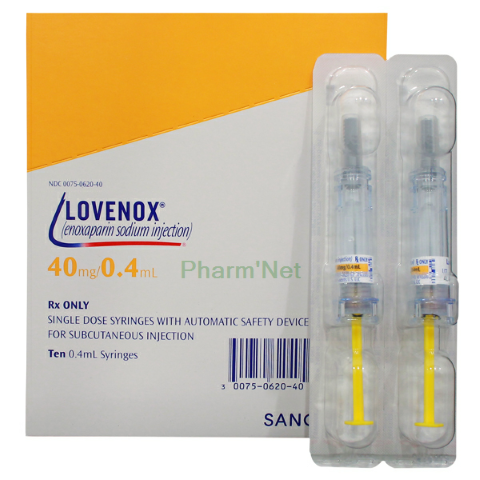 NDC 0075-0620-40
LOVENOX®
(enoxaparin sodium injection)
40mg/0.4mL
Pharm'Net
Rx ONLY
SINGLE DOSE SYRINGES WITH AUTOMATIC SAFETY DEVICE
FOR SUBCUTANEOUS INJECTION
Ten 0.4mL Syringes
3 0075-0620-40
SANO